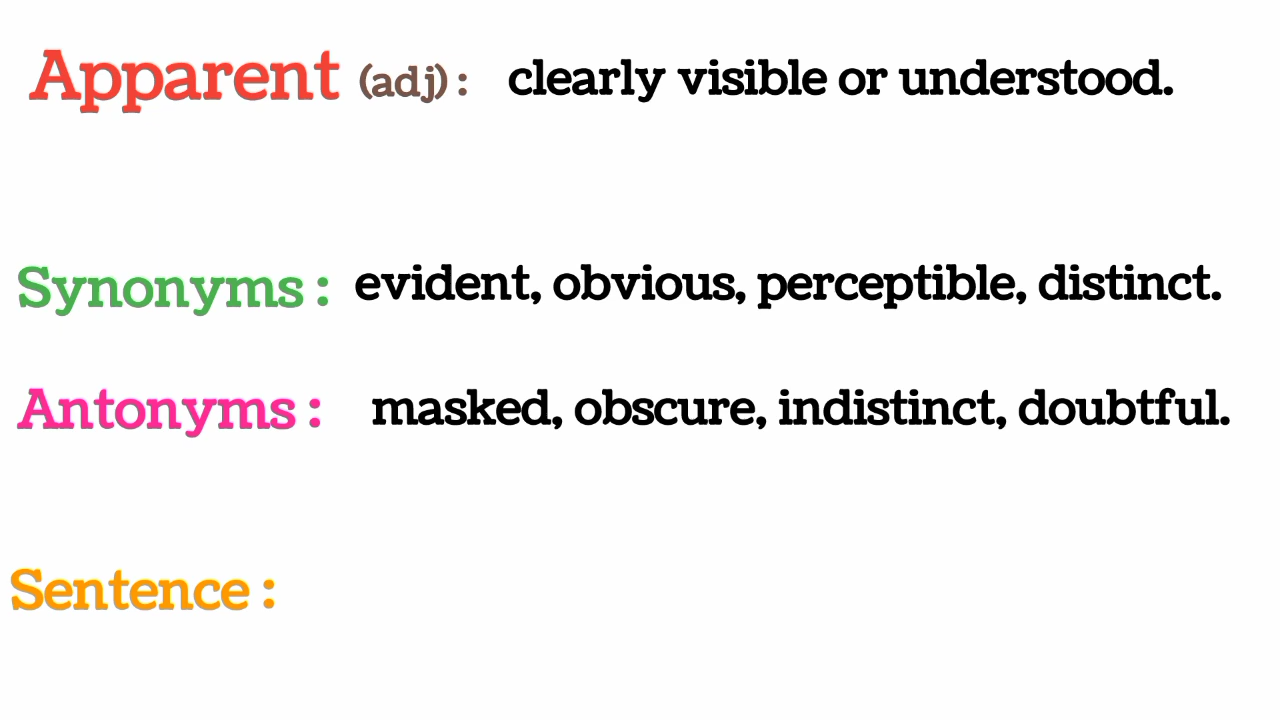 Apparent (adj) : clearly visible or understood.
Synonyms : evident, obvious, perceptible, distinct.
Antonyms : masked, obscure, indistinct, doubtful.
Sentence :